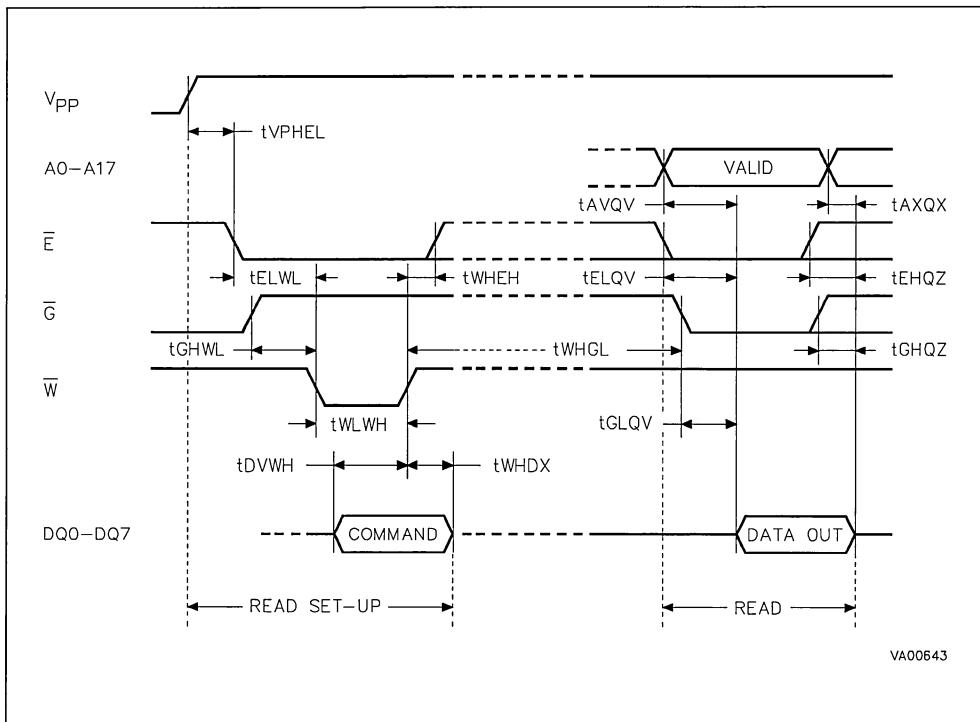 VPP
tVPHEL
A0–A17
VALID
tAVQV
tAXQX
E̅
tELWL
tWHEH
tELQV
tEHQZ
G̅
tGHWL
tWHGL
tGHQZ
W̅
tWLWH
tGLQV
tDVWH
tWHDX
DQ0–DQ7
COMMAND
DATA OUT
READ SET–UP
READ
VA00643